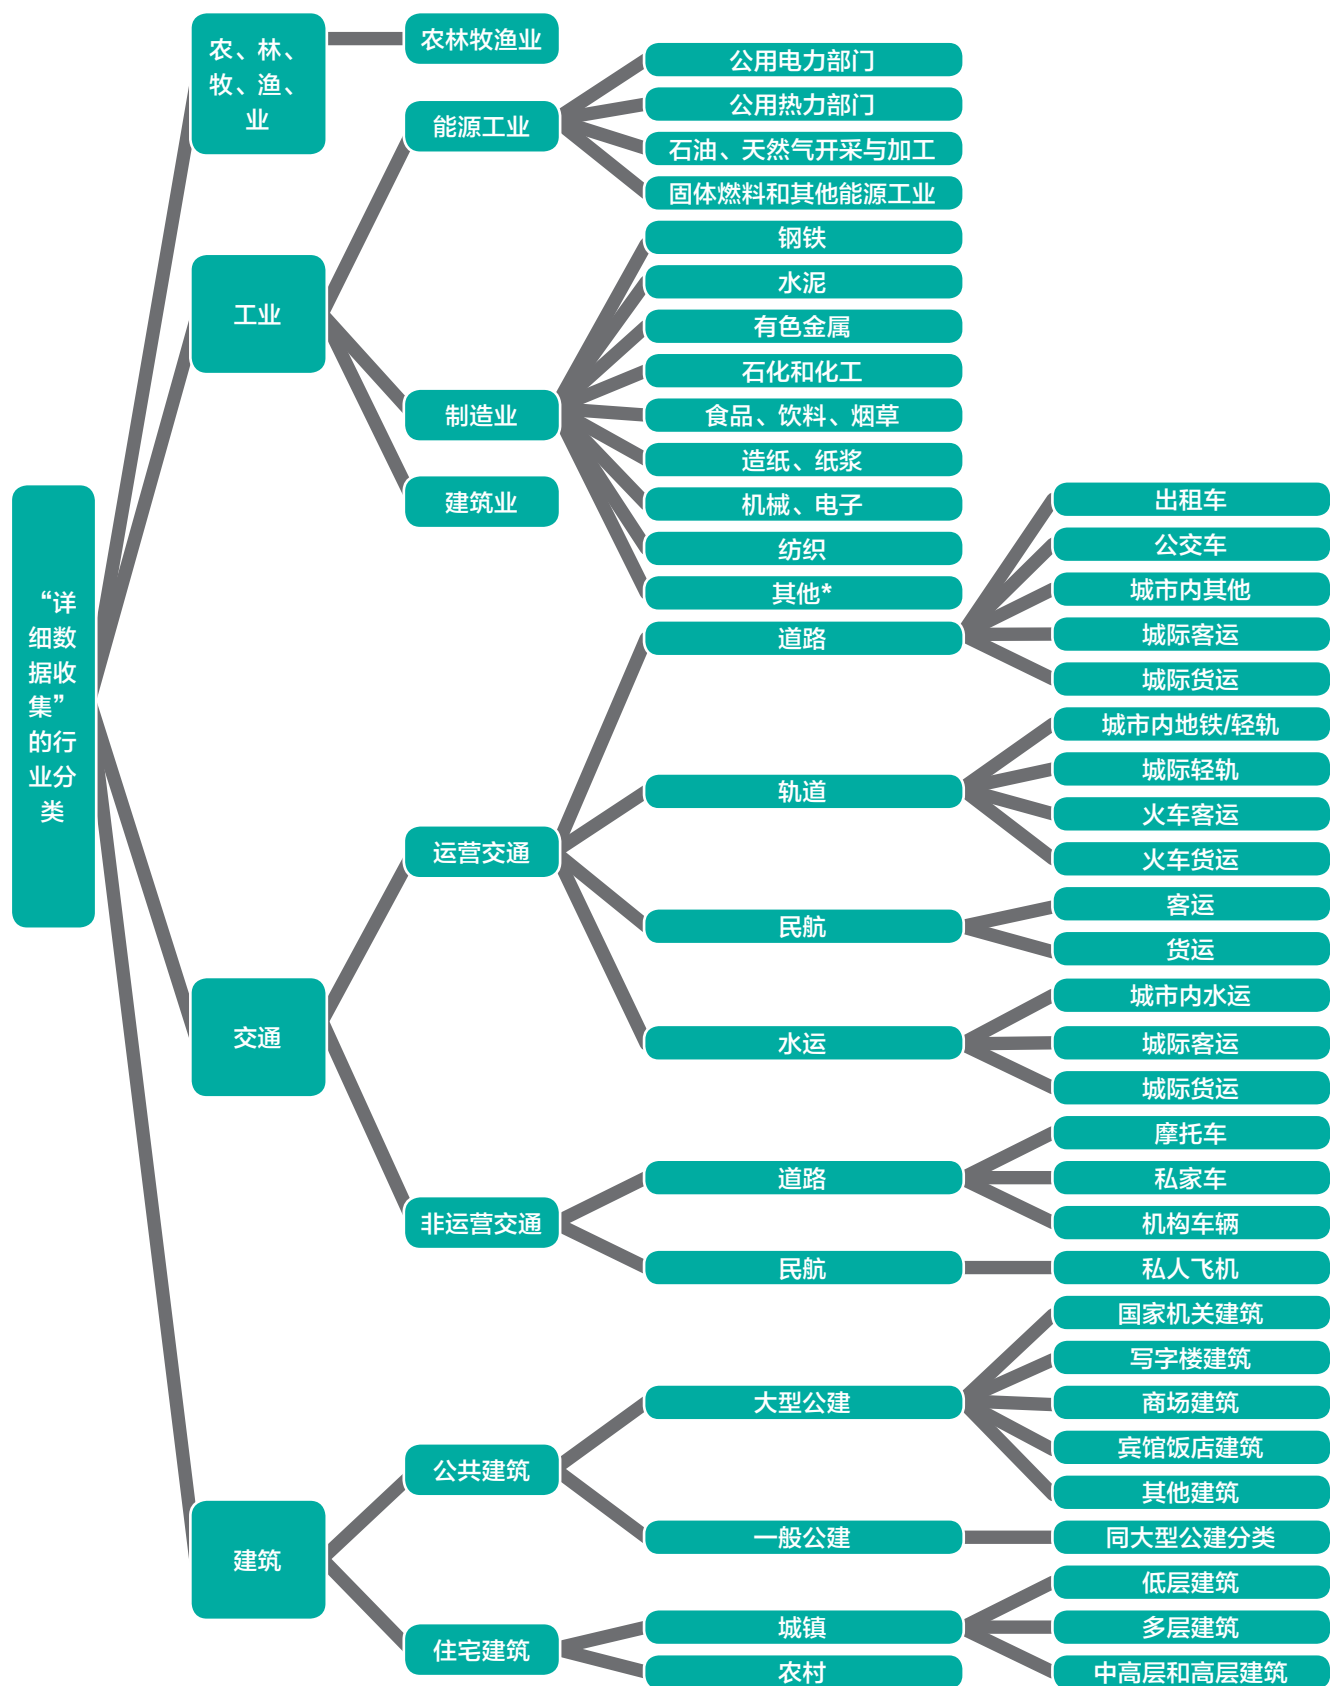 “详
细数
据收
集”
的行
业分
类
农、林、
牧、渔、
业
农林牧渔业
工业
能源工业
公用电力部门
公用热力部门
石油、天然气开采与加工
固体燃料和其他能源工业
制造业
钢铁
水泥
有色金属
石化和化工
食品、饮料、烟草
造纸、纸浆
机械、电子
纺织
其他*
建筑业
交通
运营交通
道路
出租车
公交车
城市内其他
城际客运
城际货运
轨道
城市内地铁/轻轨
城际轻轨
火车客运
火车货运
民航
客运
货运
水运
城市内水运
城际客运
城际货运
非运营交通
道路
摩托车
私家车
机构车辆
民航
私人飞机
建筑
公共建筑
大型公建
国家机关建筑
写字楼建筑
商场建筑
宾馆饭店建筑
其他建筑
一般公建
同大型公建分类
住宅建筑
城镇
低层建筑
多层建筑
中高层和高层建筑
农村